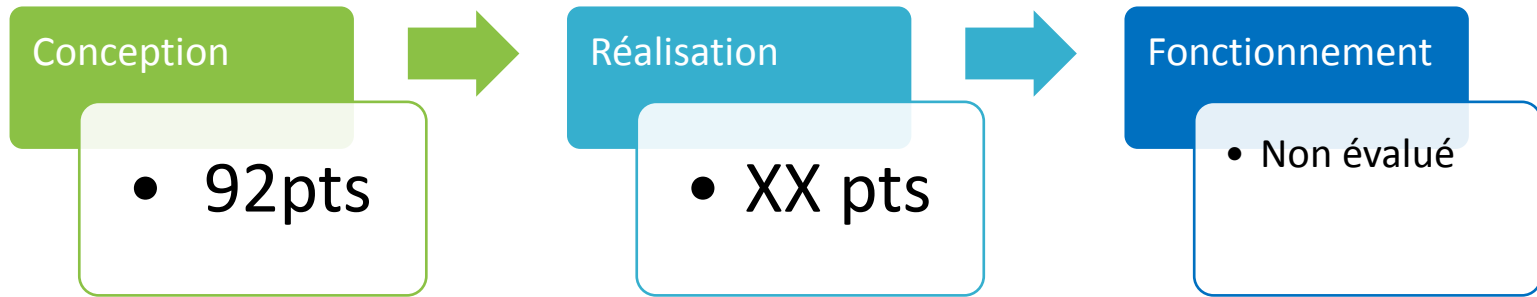 Conception
• 92pts
Réalisation
• XX pts
Fonctionnement
• Non évalué